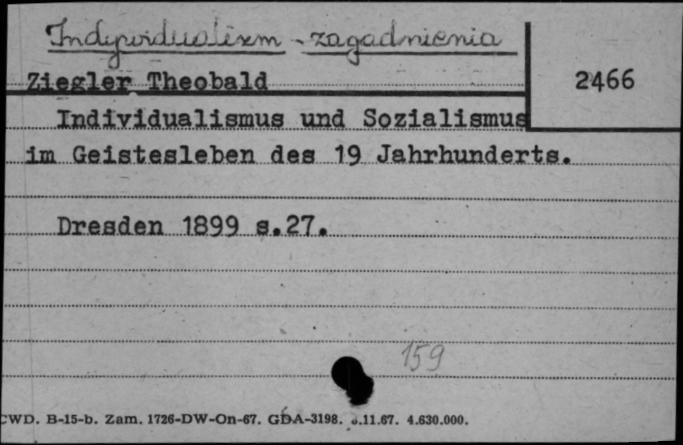 Indywidualizm - zagadnienia
Ziegler Theobald
2466
Individualismus und Sozialismus
im Geistesleben des 19 Jahrhunderts.
Dresden 1899 s.27.
159
CWD. B-15-b. Zam. 1726-DW-On-67. GDA-3198. .11.67. 4.630.000.